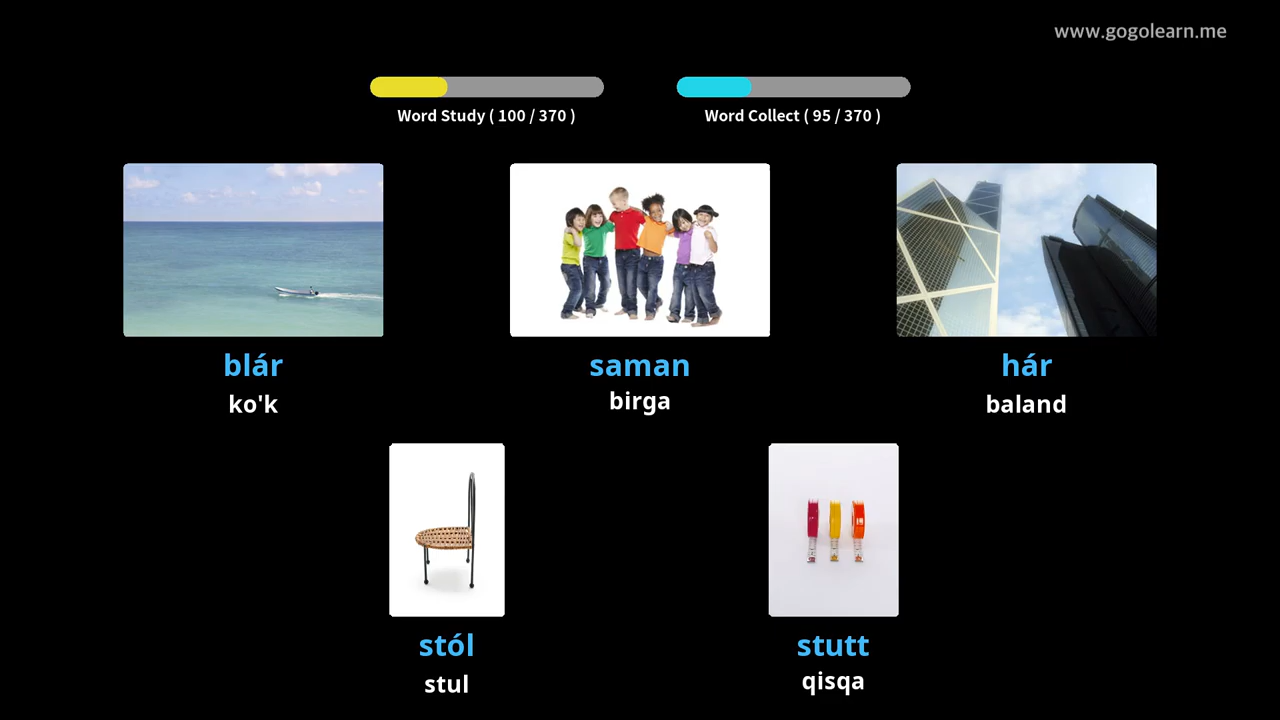 www.gogolearn.me
Word Study ( 100 / 370 )
Word Collect ( 95 / 370 )
blár
ko'k
saman
birga
hár
baland
stól
stul
stutt
qisqa